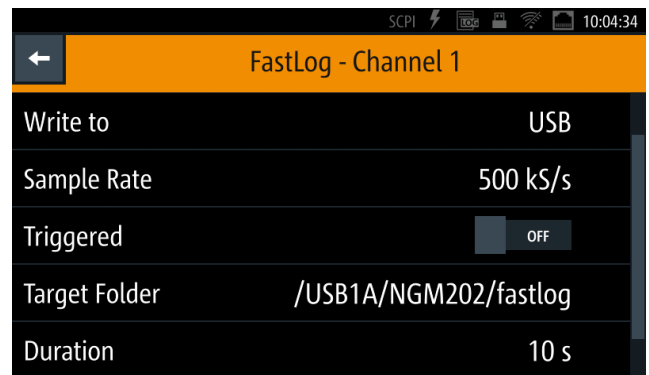 SCPI LOG 10:04:34
FastLog - Channel 1
Write to USB
Sample Rate 500 kS/s
Triggered OFF
Target Folder /USB1A/NGM202/fastlog
Duration 10 s